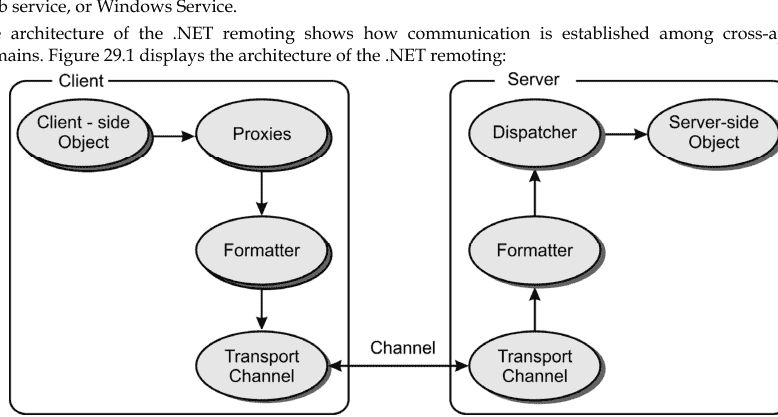 b service, or Windows Service.
architecture of the .NET remoting shows how communication is established among
Figure 29.1 displays the architecture of the .NET remoting:
Client
Server
Client - side
Object
Proxies
Dispatcher
Server-side
Object
Formatter
Formatter
Channel
Transport
Channel
Transport
Channel